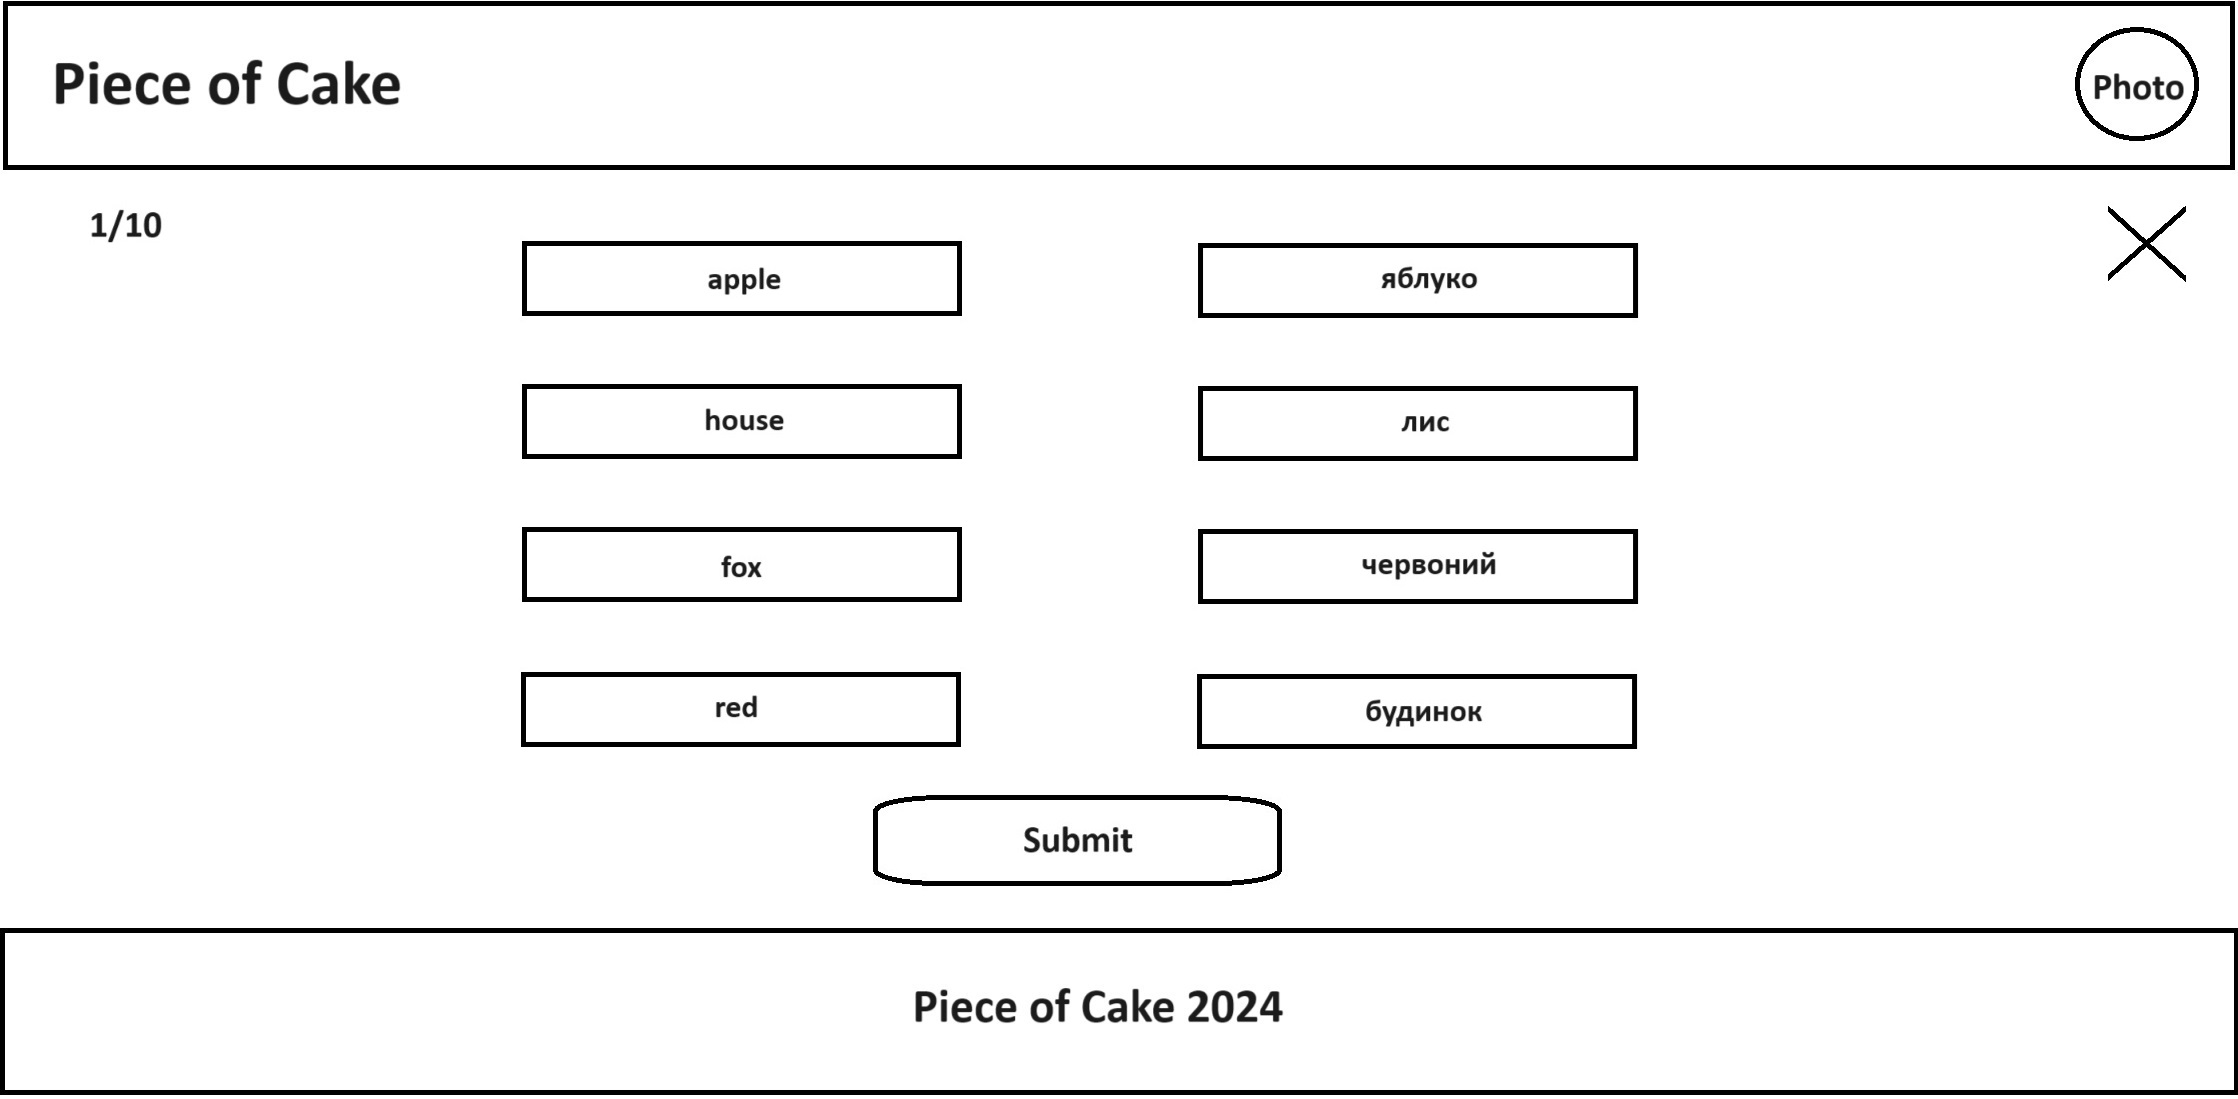 Piece of Cake
Photo
1/10
apple
яблуко
house
лис
fox
червоний
red
будинок
Submit
Piece of Cake 2024